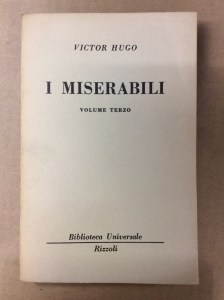 VICTOR HUGO
I MISERABILI
VOLUME TERZO
Biblioteca Universale
Rizzoli